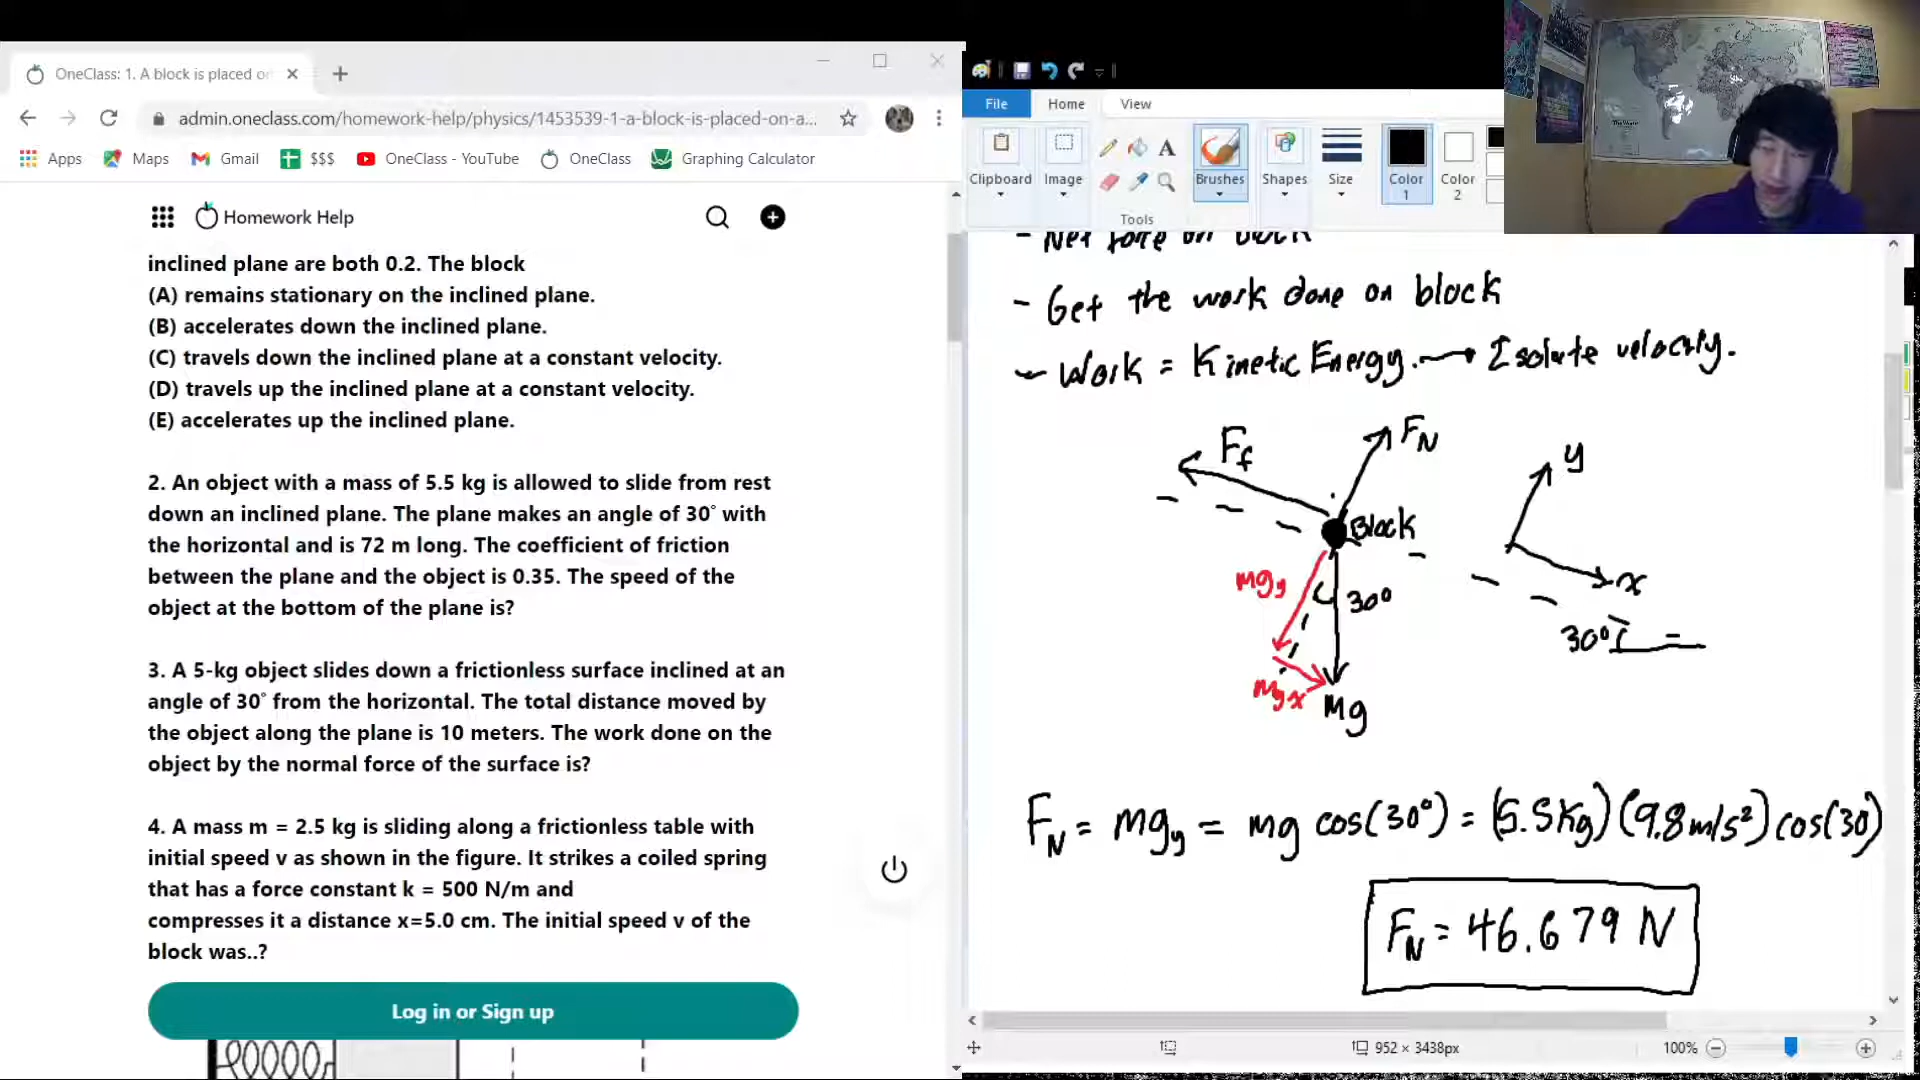 OneClass: 1. A block is placed or
admin.oneclass.com/homework-help/physics/1453539-1-a-block-is-placed-on-a...
Apps Maps Gmail $$$ OneClass - YouTube OneClass Graphing Calculator
Homework Help
inclined plane are both 0.2. The block
(A) remains stationary on the inclined plane.
(B) accelerates down the inclined plane.
(C) travels down the inclined plane at a constant velocity.
(D) travels up the inclined plane at a constant velocity.
(E) accelerates up the inclined plane.
2. An object with a mass of 5.5 kg is allowed to slide from rest
down an inclined plane. The plane makes an angle of 30° with
the horizontal and is 72 m long. The coefficient of friction
between the plane and the object is 0.35. The speed of the
object at the bottom of the plane is?
3. A 5-kg object slides down a frictionless surface inclined at an
angle of 30° from the horizontal. The total distance moved by
the object along the plane is 10 meters. The work done on the
object by the normal force of the surface is?
4. A mass m = 2.5 kg is sliding along a frictionless table with
initial speed v as shown in the figure. It strikes a coiled spring
that has a force constant k = 500 N/m and
compresses it a distance x=5.0 cm. The initial speed v of the
block was..?
Log in or Sign up
File Home View
Clipboard Image Brushes Shapes Size Color 1 Color 2
Tools
- Net force on block
- Get the work done on block
- Work = Kinetic Energy. → Isolate velocity.
Ff FN
y
Block
mgy 30° x
30°
mgx mg
FN = mgy = mg cos(30°) = (5.5kg)(9.8m/s²)cos(30)
FN = 46.679 N
952 × 3438px 100%